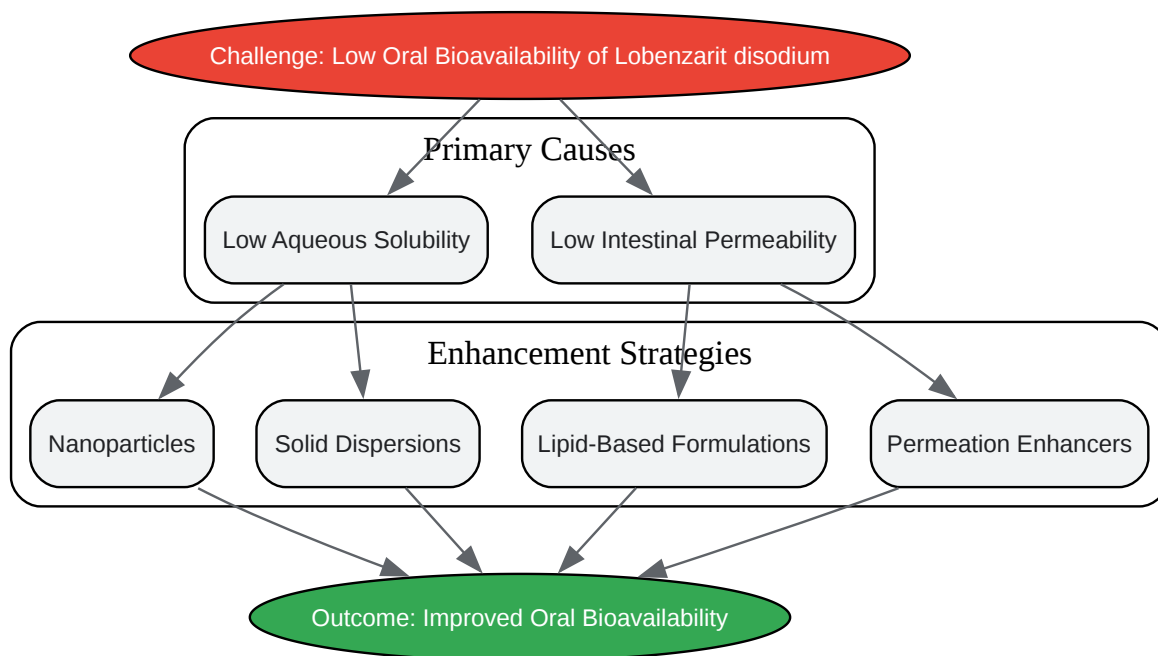 Challenge: Low Oral Bioavailability of Lobenzarit disodium
Primary Causes
Low Aqueous Solubility
Low Intestinal Permeability
Enhancement Strategies
Nanoparticles
Solid Dispersions
Lipid-Based Formulations
Permeation Enhancers
Outcome: Improved Oral Bioavailability